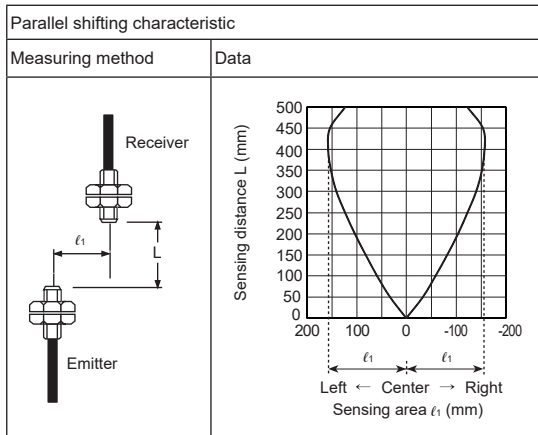 Parallel shifting characteristic
Measuring method
Data
Receiver
ℓ1
L
Emitter
Sensing distance L (mm)
500
450
400
350
300
250
200
150
100
50
0
200 100 0 -100 -200
ℓ1 ℓ1
Left ← Center → Right
Sensing area ℓ1 (mm)